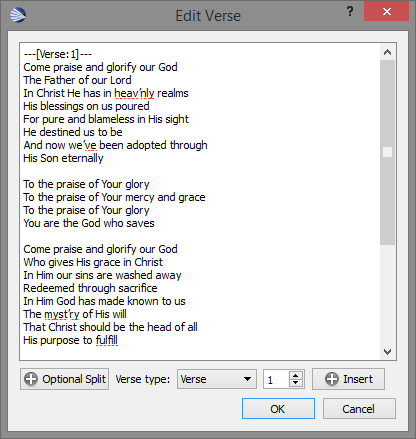 Edit Verse
?
---[Verse:1]---
Come praise and glorify our God
The Father of our Lord
In Christ He has in heav'nly realms
His blessings on us poured
For pure and blameless in His sight
He destined us to be
And now we've been adopted through
His Son eternally
To the praise of Your glory
To the praise of Your mercy and grace
To the praise of Your glory
You are the God who saves
Come praise and glorify our God
Who gives His grace in Christ
In Him our sins are washed away
Redeemed through sacrifice
In Him God has made known to us
The myst'ry of His will
That Christ should be the head of all
His purpose to fulfill
Optional Split Verse type: Verse 1 Insert
OK Cancel